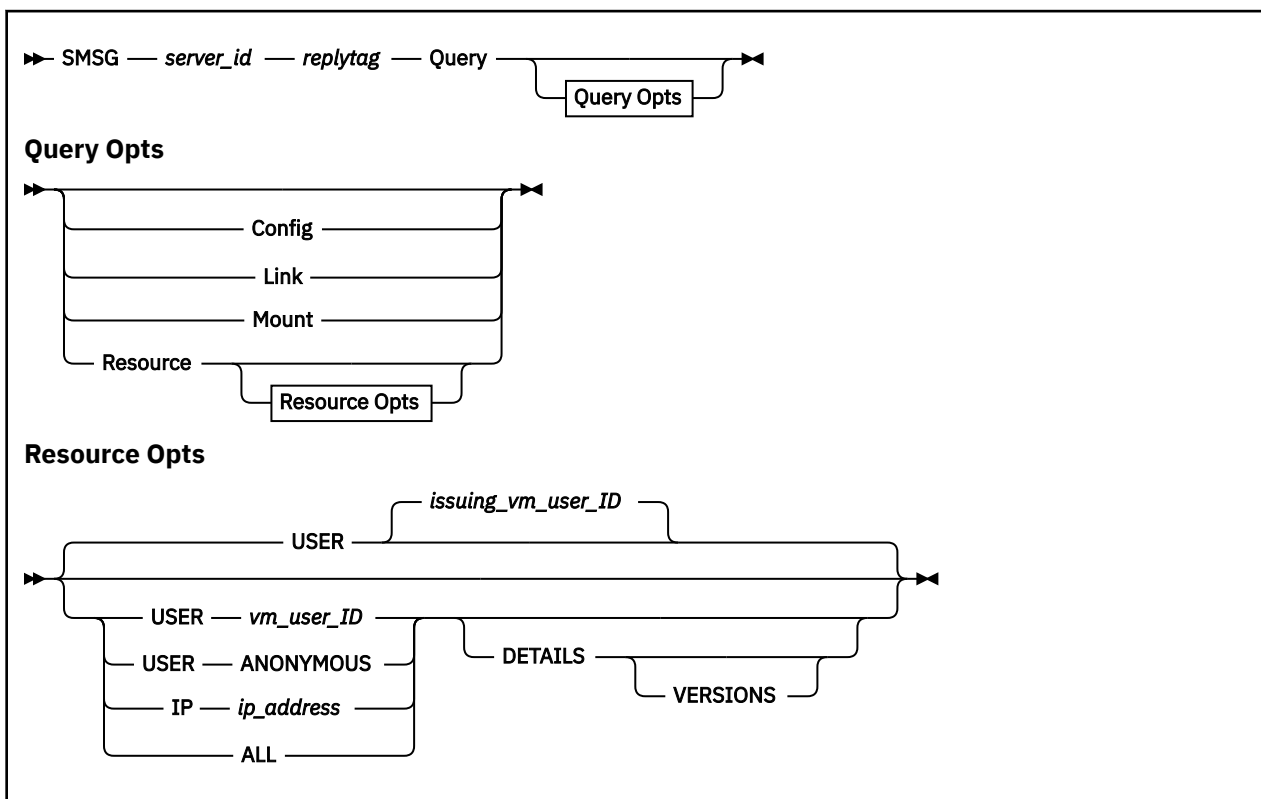 SMSG server_id replytag Query
Query Opts
Query Opts
Config
Link
Mount
Resource
Resource Opts
Resource Opts
issuing_vm_user_ID
USER
USER vm_user_ID
USER ANONYMOUS
DETAILS
VERSIONS
IP ip_address
ALL